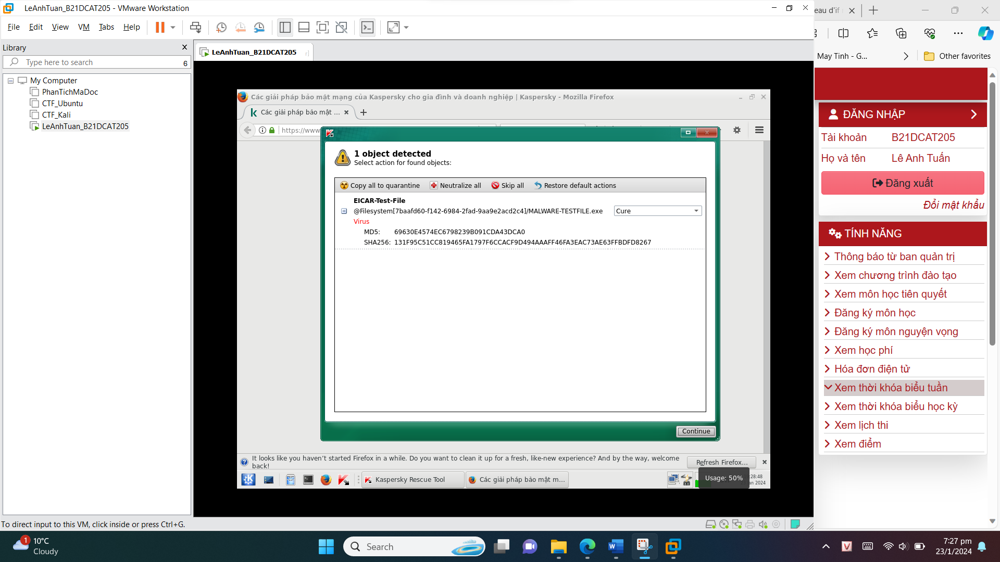 LeAnhTuan_B21DCAT205 - VMware Workstation
File Edit View VM Tabs Help
Library
Type here to search 6
My Computer
PhanTichMaDoc
CTF_Ubuntu
CTF_Kali
LeAnhTuan_B21DCAT205
LeAnhTuan_B21DCAT205
Các giải pháp bảo mật mạng của Kaspersky cho gia đình và doanh nghiệp | Kaspersky - Mozilla Firefox
Các giải pháp bảo mật ...
https://www
1 object detected
Select action for found objects:
Copy all to quarantine Neutralize all Skip all Restore default actions
EICAR-Test-File
@Filesystem[7baafd60-f142-6984-2fad-9aa9e2acd2c4]/MALWARE-TESTFILE.exe Cure
Virus
MD5: 69630E4574EC6798239B091CDA43DCA0
SHA256: 131F95C51CC819465FA1797F6CCACF9D494AAAFF46FA3EAC73AE63FFBDFD8267
Continue
It looks like you haven't started Firefox in a while. Do you want to clean it up for a fresh, like-new experience? And by the way, welcome
back!
Refresh Firefox...
Kaspersky Rescue Tool
Các giải pháp bảo mật m...
Usage: 50%
:28:48
2024
To direct input to this VM, click inside or press Ctrl+G.
eau d'if
May Tinh - G...
Other favorites
ĐĂNG NHẬP
Tài khoản B21DCAT205
Họ và tên Lê Anh Tuấn
Đăng xuất
Đổi mật khẩu
TÍNH NĂNG
Thông báo từ ban quản trị
Xem chương trình đào tạo
Xem môn học tiên quyết
Đăng ký môn học
Đăng ký môn nguyện vọng
Xem học phí
Hóa đơn điện tử
Xem thời khóa biểu tuần
Xem thời khóa biểu học kỳ
Xem lịch thi
Xem điểm
1
10°C
Cloudy
Search
7:27 pm
23/1/2024